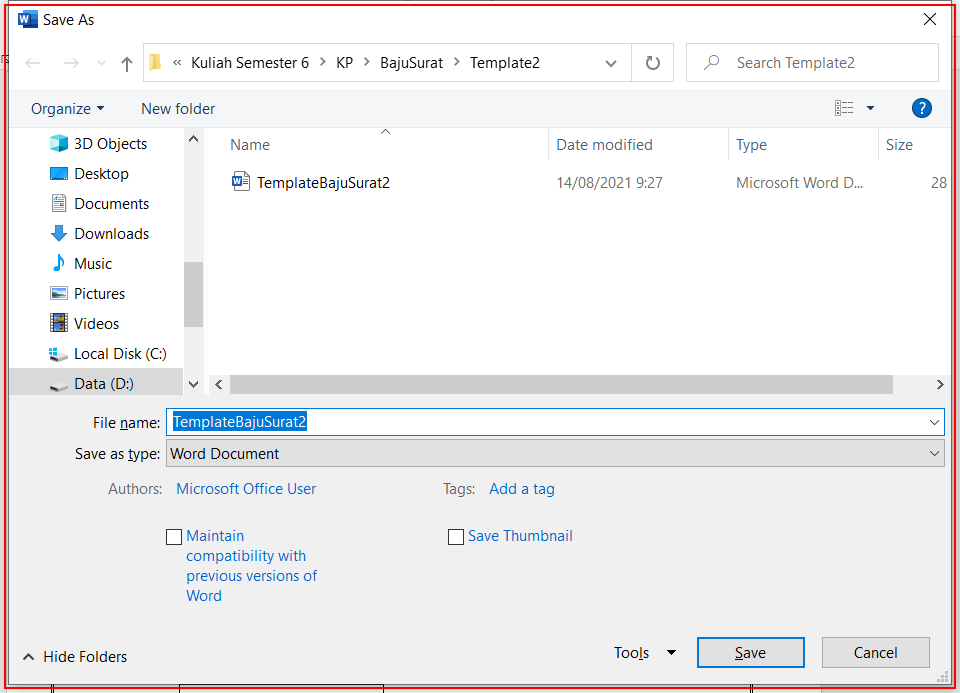 Save As
« Kuliah Semester 6 > KP > BajuSurat > Template2
Search Template2
Organize
New folder
?
Name
Date modified
Type
Size
3D Objects
Desktop
Documents
Downloads
Music
Pictures
Videos
Local Disk (C:)
Data (D:)
TemplateBajuSurat2
14/08/2021 9:27
Microsoft Word D...
28
File name: TemplateBajuSurat2
Save as type: Word Document
Authors: Microsoft Office User
Tags: Add a tag
Maintain
compatibility with
previous versions of
Word
Save Thumbnail
Hide Folders
Tools
Save
Cancel